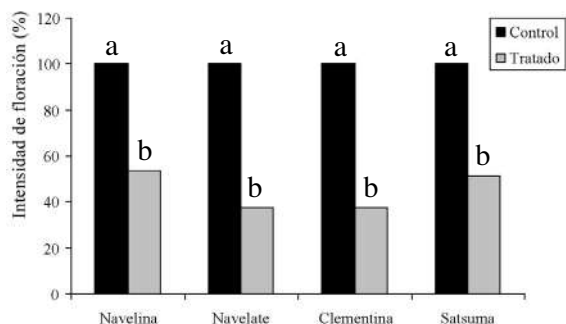 120
100
80
60
40
20
0
Intensidad de floración (%)
a
b
a
b
a
b
a
b
Control
Tratado
Navelina
Navelate
Clementina
Satsuma